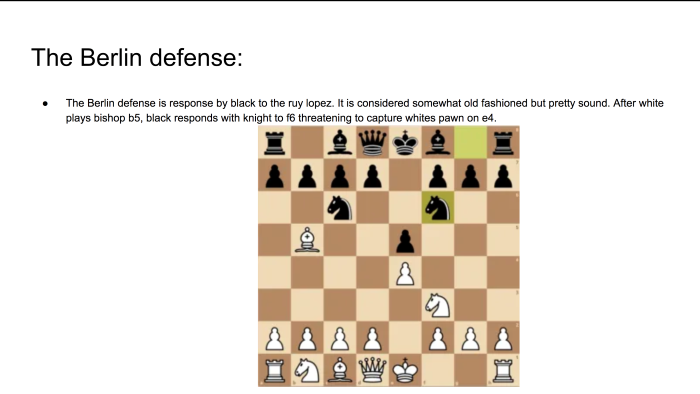 The Berlin defense:
The Berlin defense is response by black to the ruy lopez. It is considered somewhat old fashioned but pretty sound. After white
plays bishop b5, black responds with knight to f6 threatening to capture whites pawn on e4.